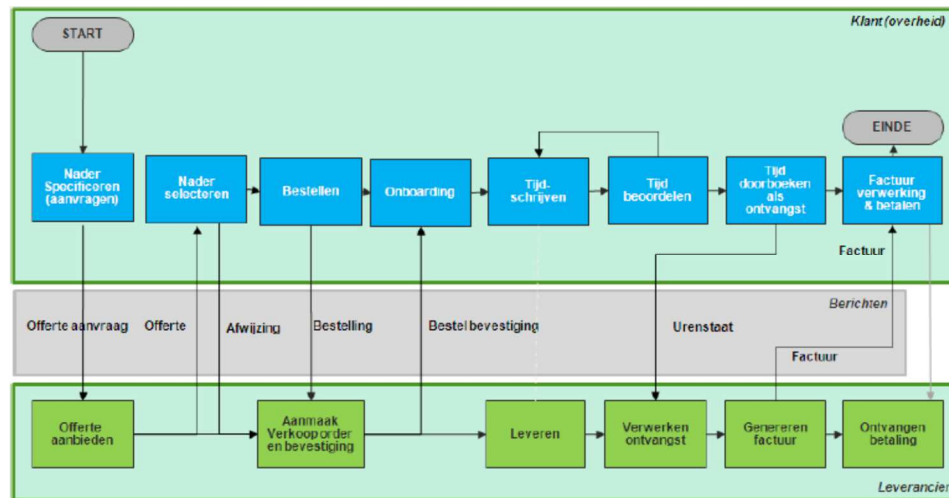 Klant (overheid)
START
EINDE
Nader
Specificeren
(aanvragen)
Nader
selecteren
Bestellen
Onboarding
Tijd-
schrijven
Tijd
beoordelen
Tijd
doorboeken
als
ontvangst
Factuur
verwerking
& betalen
Factuur
Berichten
Offerte aanvraag
Offerte
Afwijzing
Bestelling
Bestel bevestiging
Urenstaat
Factuur
Offerte
aanbieden
Aanmaak
Verkooporder
en bevestiging
Leveren
Verwerken
ontvangst
Genereren
factuur
Ontvangen
betaling
Leverancier